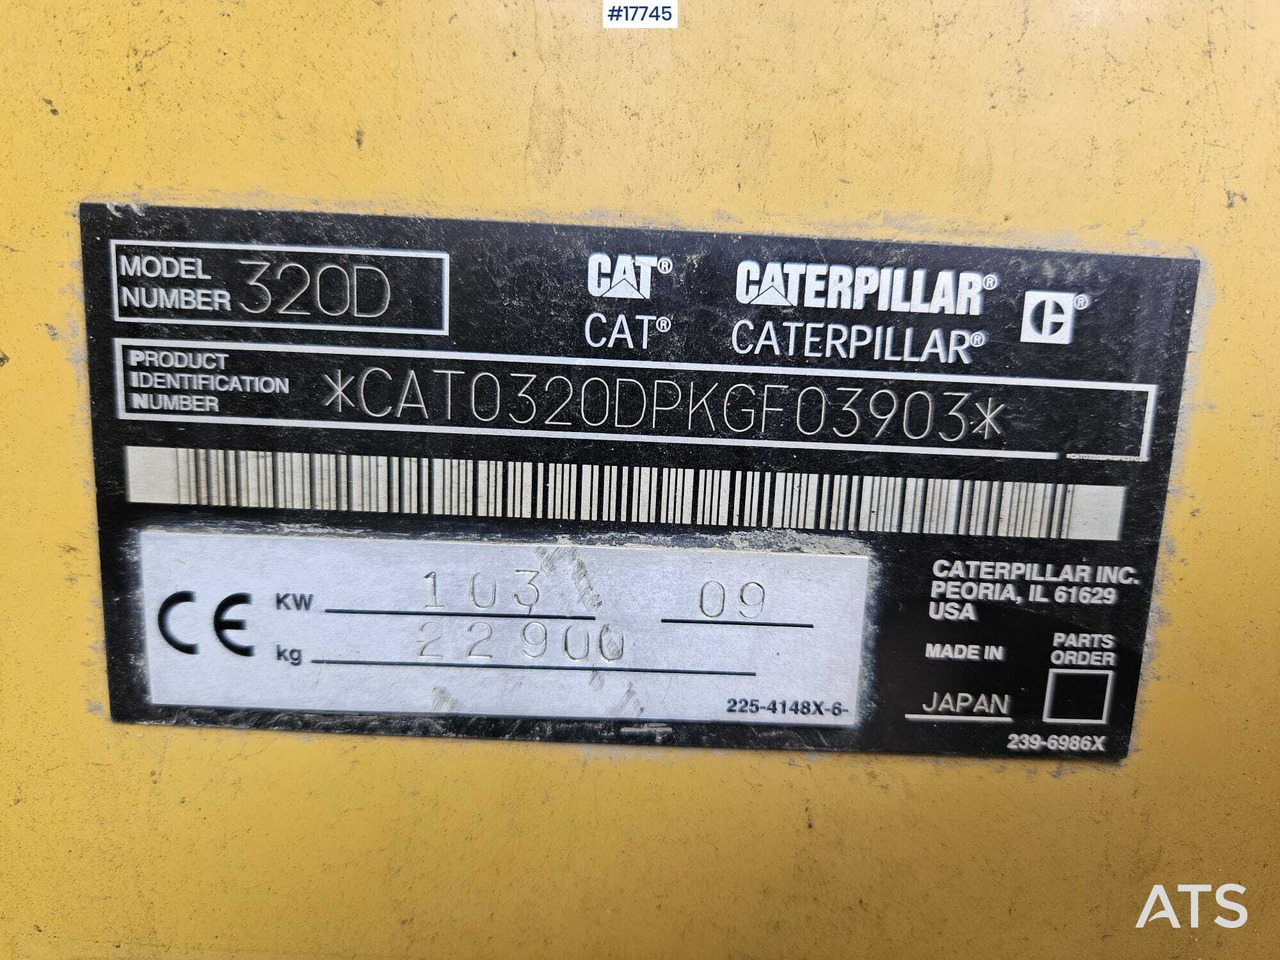 #17745
MODEL NUMBER 320D
CAT® CATERPILLAR® C®
CAT® CATERPILLAR®
PRODUCT IDENTIFICATION NUMBER *CAT0320DPKGF03903*
CE KW 103 09
kg 22900
225-4148X-6-
CATERPILLAR INC.
PEORIA, IL 61629
USA
MADE IN JAPAN
PARTS ORDER
239-6986X
ATS